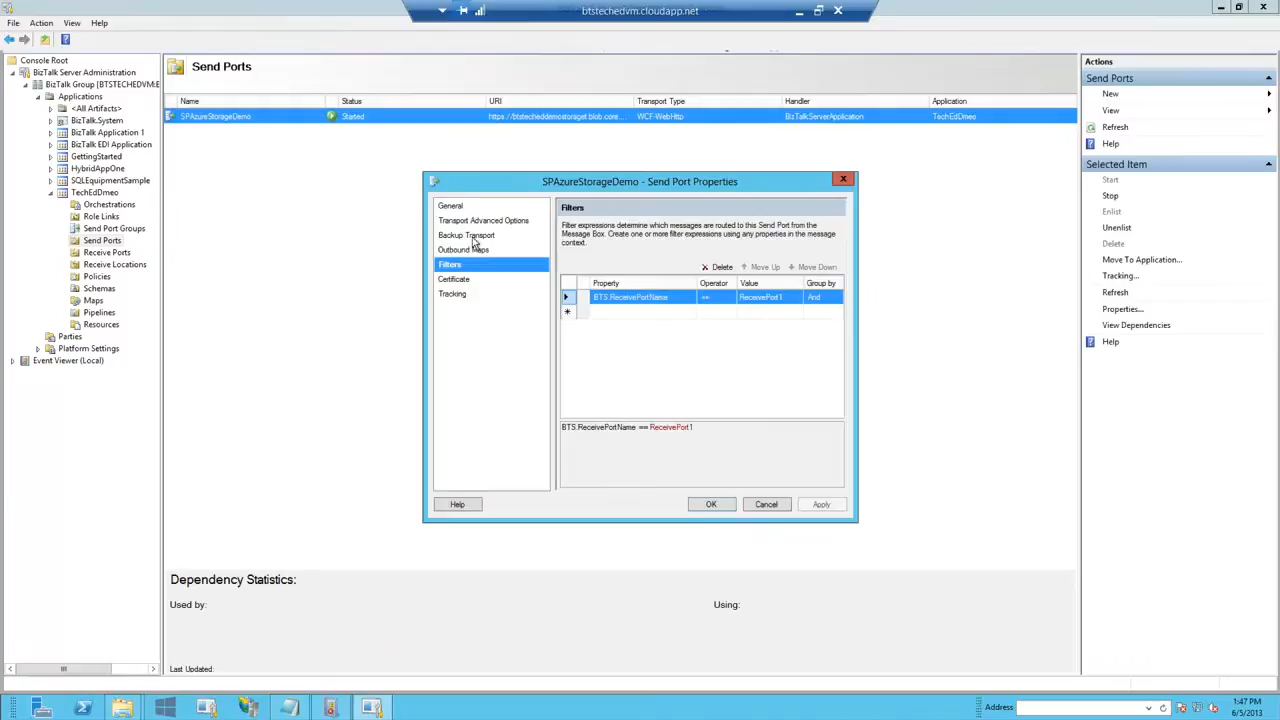 btstechedvm.cloudapp.net
File Action View Help
Console Root
BizTalk Server Administration
BizTalk Group [BTSTECHEDVM:E
Applications
<All Artifacts>
BizTalk.System
BizTalk Application 1
BizTalk EDI Application
GettingStarted
HybridAppOne
SQLEquipmentSample
TechEdDmeo
Orchestrations
Role Links
Send Port Groups
Send Ports
Receive Ports
Receive Locations
Policies
Schemas
Maps
Pipelines
Resources
Parties
Platform Settings
Event Viewer (Local)
Send Ports
Name Status URI Transport Type Handler Application
SPAzureStorageDemo Started https://btstecheddemostoraget.blob.core.... WCF-WebHttp BizTalkServerApplication TechEdDmeo
SPAzureStorageDemo - Send Port Properties
General
Transport Advanced Options
Backup Transport
Outbound Maps
Filters
Certificate
Tracking
Filters
Filter expressions determine which messages are routed to this Send Port from the
Message Box. Create one or more filter expressions using any properties in the message
context.
Delete Move Up Move Down
Property Operator Value Group by
BTS.ReceivePortName == ReceivePort1 And
BTS.ReceivePortName == ReceivePort1
Help OK Cancel Apply
Dependency Statistics:
Used by: Using:
Last Updated:
Actions
Send Ports
New
View
Refresh
Help
Selected Item
Start
Stop
Enlist
Unenlist
Delete
Move To Application...
Tracking...
Refresh
Properties...
View Dependencies
Help
Address
1:47 PM
6/5/2013